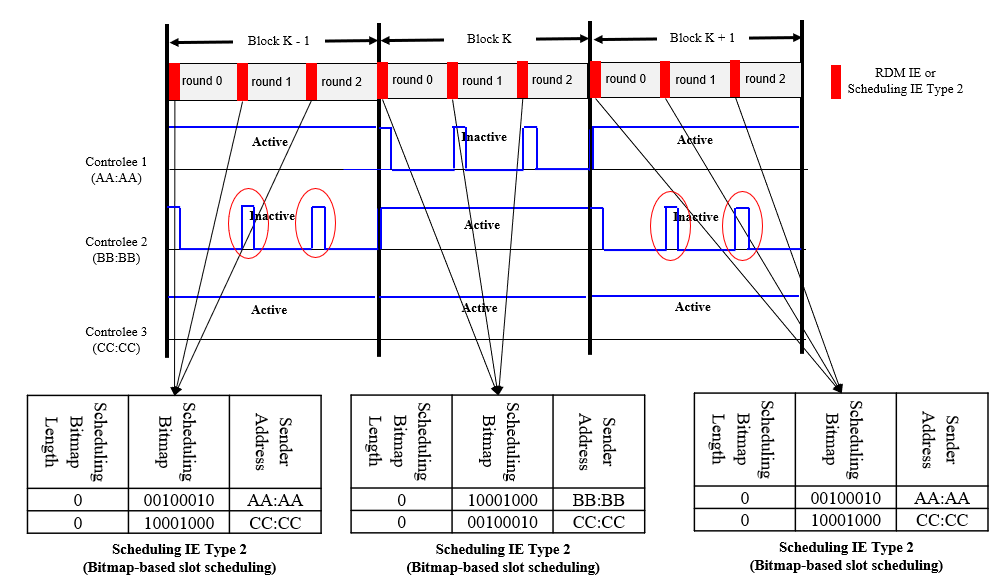 Block K - 1
Block K
Block K + 1
round 0
round 1
round 2
round 0
round 1
round 2
round 0
round 1
round 2
RDM IE or
Scheduling IE Type 2
Controlee 1
(AA:AA)
Active
Inactive
Active
Controlee 2
(BB:BB)
Inactive
Active
Inactive
Controlee 3
(CC:CC)
Active
Active
Active
Scheduling
Bitmap
Length
Scheduling
Bitmap
Sender
Address
0 00100010 AA:AA
0 10001000 CC:CC
Scheduling IE Type 2
(Bitmap-based slot scheduling)
Scheduling
Bitmap
Length
Scheduling
Bitmap
Sender
Address
0 10001000 BB:BB
0 00100010 CC:CC
Scheduling IE Type 2
(Bitmap-based slot scheduling)
Scheduling
Bitmap
Length
Scheduling
Bitmap
Sender
Address
0 00100010 AA:AA
0 10001000 CC:CC
Scheduling IE Type 2
(Bitmap-based slot scheduling)